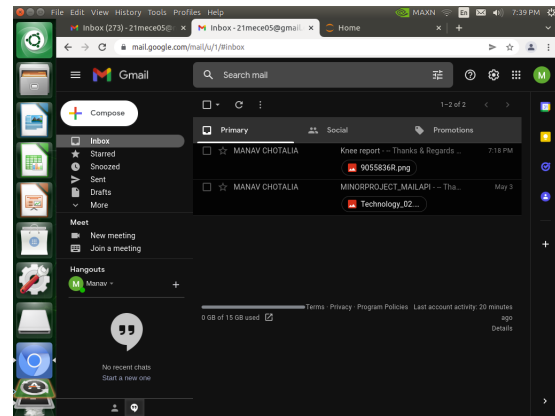 File Edit View History Tools Profiles Help
MAXN En 7:39 PM
Inbox (273) - 21mece05@
Inbox - 21mece05@gmail.
Home
mail.google.com/mail/u/1/#inbox
Gmail
Search mail
M
Compose
1–2 of 2
Inbox
Starred
Snoozed
Sent
Drafts
More
Primary
Social
Promotions
MANAV CHOTALIA
Knee report - -- Thanks & Regards ...
7:18 PM
9055836R.png
MANAV CHOTALIA
MINORPROJECT_MAILAPI - -- Tha...
May 3
Technology_02....
Meet
New meeting
Join a meeting
Hangouts
M Manav
No recent chats
Start a new one
0 GB of 15 GB used
Terms · Privacy · Program Policies
Last account activity: 20 minutes
ago
Details